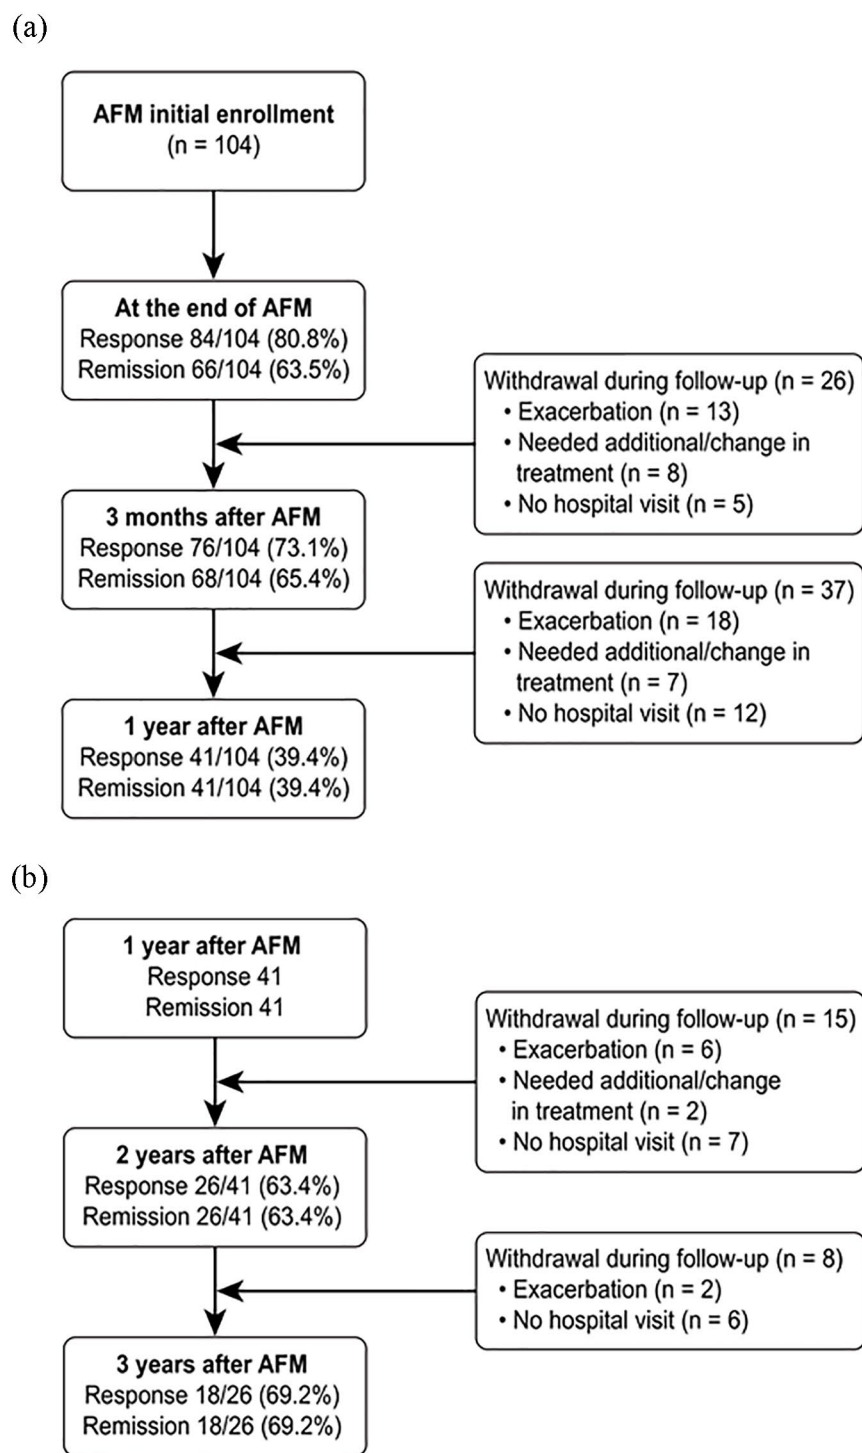 (a)
AFM initial enrollment
(n = 104)
At the end of AFM
Response 84/104 (80.8%)
Remission 66/104 (63.5%)
Withdrawal during follow-up (n = 26)
• Exacerbation (n = 13)
• Needed additional/change in
treatment (n = 8)
• No hospital visit (n = 5)
3 months after AFM
Response 76/104 (73.1%)
Remission 68/104 (65.4%)
Withdrawal during follow-up (n = 37)
• Exacerbation (n = 18)
• Needed additional/change in
treatment (n = 7)
• No hospital visit (n = 12)
1 year after AFM
Response 41/104 (39.4%)
Remission 41/104 (39.4%)
(b)
1 year after AFM
Response 41
Remission 41
Withdrawal during follow-up (n = 15)
• Exacerbation (n = 6)
• Needed additional/change
in treatment (n = 2)
• No hospital visit (n = 7)
2 years after AFM
Response 26/41 (63.4%)
Remission 26/41 (63.4%)
Withdrawal during follow-up (n = 8)
• Exacerbation (n = 2)
• No hospital visit (n = 6)
3 years after AFM
Response 18/26 (69.2%)
Remission 18/26 (69.2%)